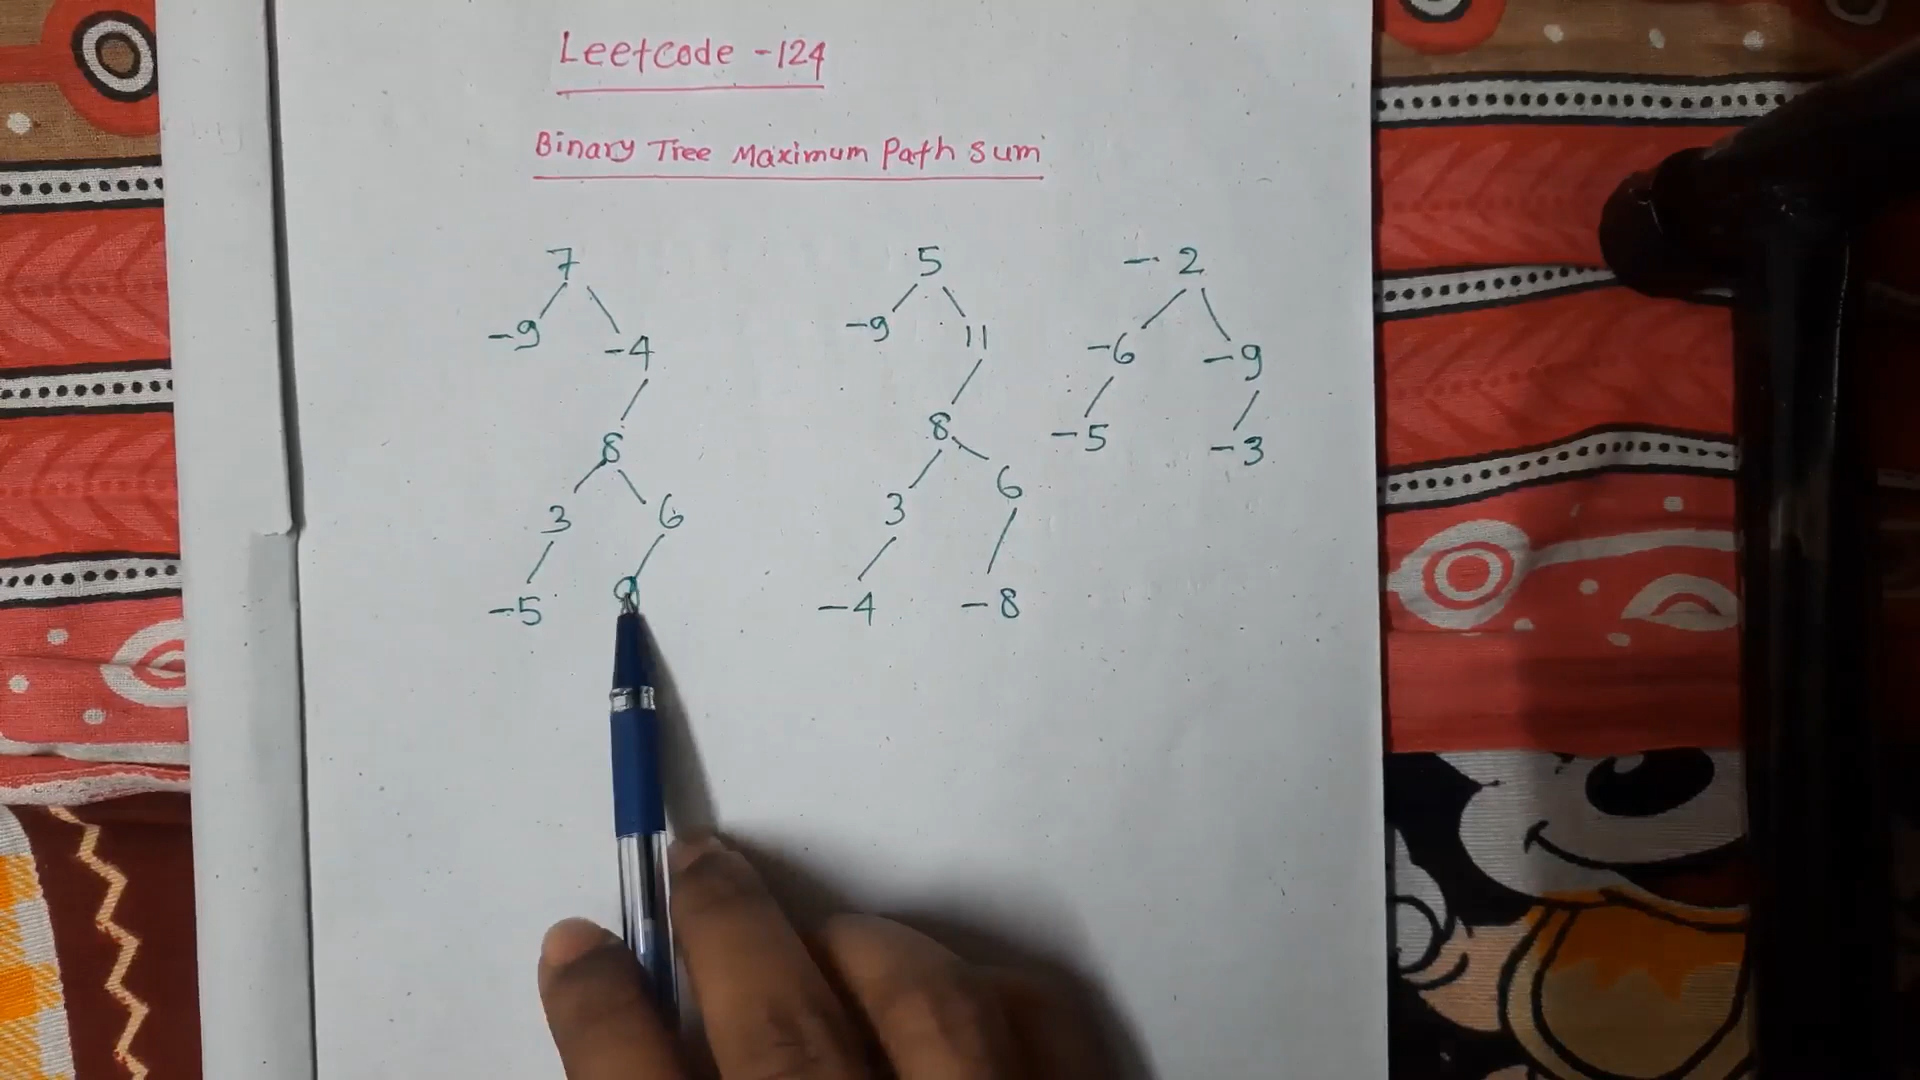 Leetcode -124
Binary Tree Maximum Path sum
7 5 - 2
-9 -4 -9 11 -6 -9
8 8 -5 -3
3 6 3 6
-5 9 -4 -8